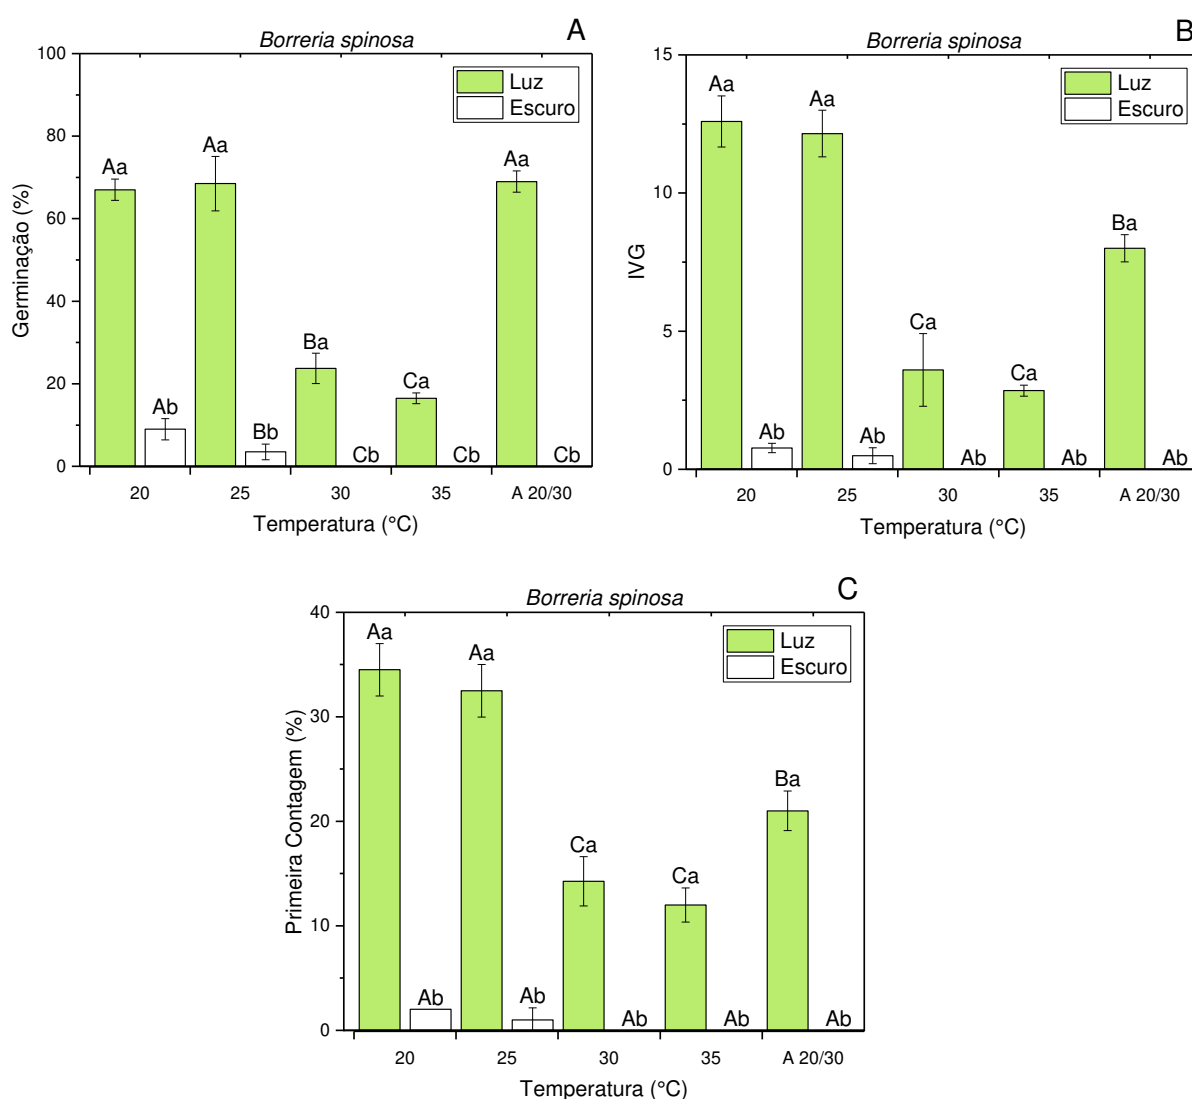 Borreria spinosa
A
Luz
Escuro
100
80
60
40
20
0
Germinação (%)
Aa
Ab
Aa
Bb
Ba
Cb
Ca
Cb
Aa
Cb
20
25
30
35
A 20/30
Temperatura (°C)
Borreria spinosa
B
Luz
Escuro
15
10
5
0
IVG
Aa
Ab
Aa
Ab
Ca
Ab
Ca
Ab
Ba
Ab
20
25
30
35
A 20/30
Temperatura (°C)
Borreria spinosa
C
Luz
Escuro
40
30
20
10
0
Primeira Contagem (%)
Aa
Ab
Aa
Ab
Ca
Ab
Ca
Ab
Ba
Ab
20
25
30
35
A 20/30
Temperatura (°C)